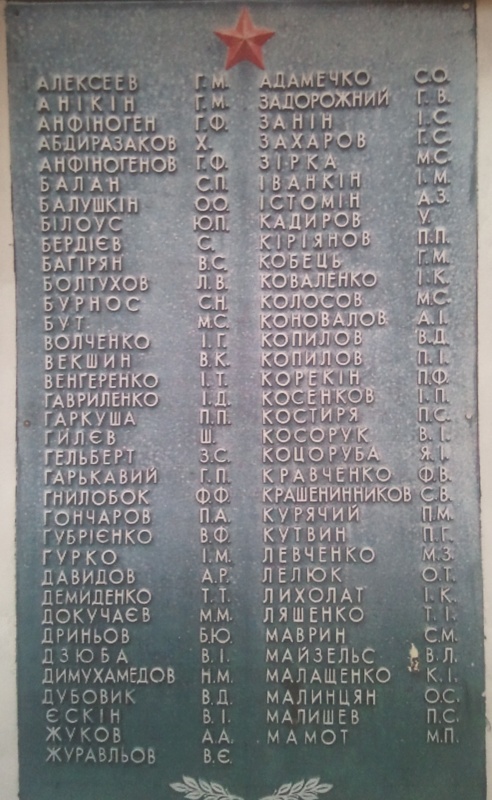 АЛЕКСЕЕВ Г.М.
АНІКІН Г.М.
АНФІНОГЕН Г.Ф.
АБДИРАЗАКОВ Х.
АНФІНОГЕНОВ Г.Ф.
БАЛАН С.П.
БАЛУШКІН О.О.
БІЛОУС Ю.П.
БЕРДІЄВ С.
БАГІРЯН В.С.
БОЛТУХОВ Л.В.
БУРНОС С.Н.
БУТ М.С.
ВОЛЧЕНКО І.Г.
ВЕКШИН В.К.
ВЕНГЕРЕНКО І.Т.
ГАВРИЛЕНКО І.Д.
ГАРКУША П.П.
ГИЛЄВ Ш.
ГЕЛЬБЕРТ З.С.
ГАРЬКАВИЙ Г.П.
ГНИЛОБОК Ф.Ф.
ГОНЧАРОВ П.А.
ГУБРІЄНКО В.Ф.
ГУРКО І.М.
ДАВИДОВ А.Р.
ДЕМИДЕНКО Т.Т.
ДОКУЧАЄВ М.М.
ДРИНЬОВ Б.Ю.
ДЗЮБА В.І.
ДИМУХАМЕДОВ Н.М.
ДУБОВИК В.Д.
ЄСКІН В.І.
ЖУКОВ А.А.
ЖУРАВЛЬОВ В.Є.
АДАМЕЧКО С.О.
ЗАДОРОЖНИЙ Г.В.
ЗАНІН І.С.
ЗАХАРОВ Г.С.
ЗІРКА М.С.
ІВАНКІН І.М.
ІСТОМІН А.З.
КАДИРОВ У.
КІРІЯНОВ П.П.
КОБЕЦЬ Г.М.
КОВАЛЕНКО І.К.
КОЛОСОВ М.С.
КОНОВАЛОВ А.І.
КОПИЛОВ В.Д.
КОПИЛОВ П.І.
КОРЕКІН П.Ф.
КОСЕНКОВ І.П.
КОСТИРЯ П.С.
КОСОРУК В.І.
КОЦОРУБА Я.І.
КРАВЧЕНКО Ф.В.
КРАШЕНИННИКОВ С.В.
КУРЯЧИЙ П.М.
КУТВИН П.Г.
ЛЕВЧЕНКО М.З.
ЛЕЛЮК О.Т.
ЛИХОЛАТ І.К.
ЛЯШЕНКО Т.І.
МАВРИН С.М.
МАЙЗЕЛЬС В.Л.
МАЛАЩЕНКО К.І.
МАЛИНЦЯН О.С.
МАЛИШЕВ П.С.
МАМОТ М.П.